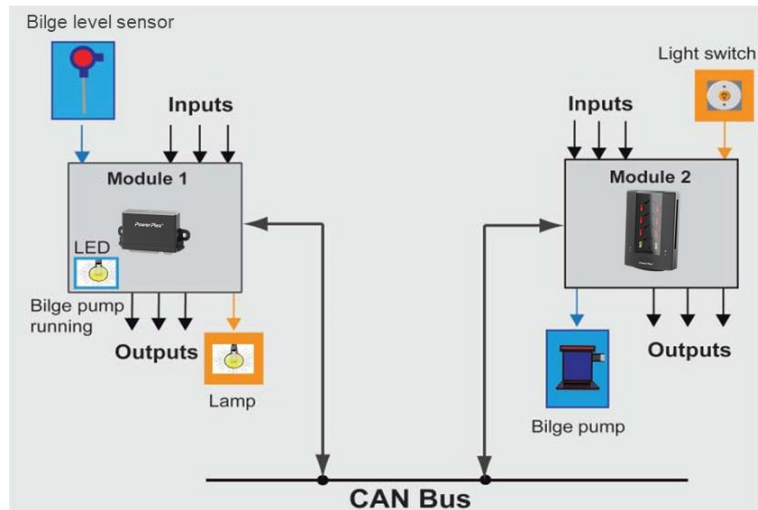 Bilge level sensor
Light switch
Inputs
Inputs
Module 1
Module 2
PowerPlex
LED
Bilge pump
running
Outputs
Outputs
Lamp
Bilge pump
CAN Bus